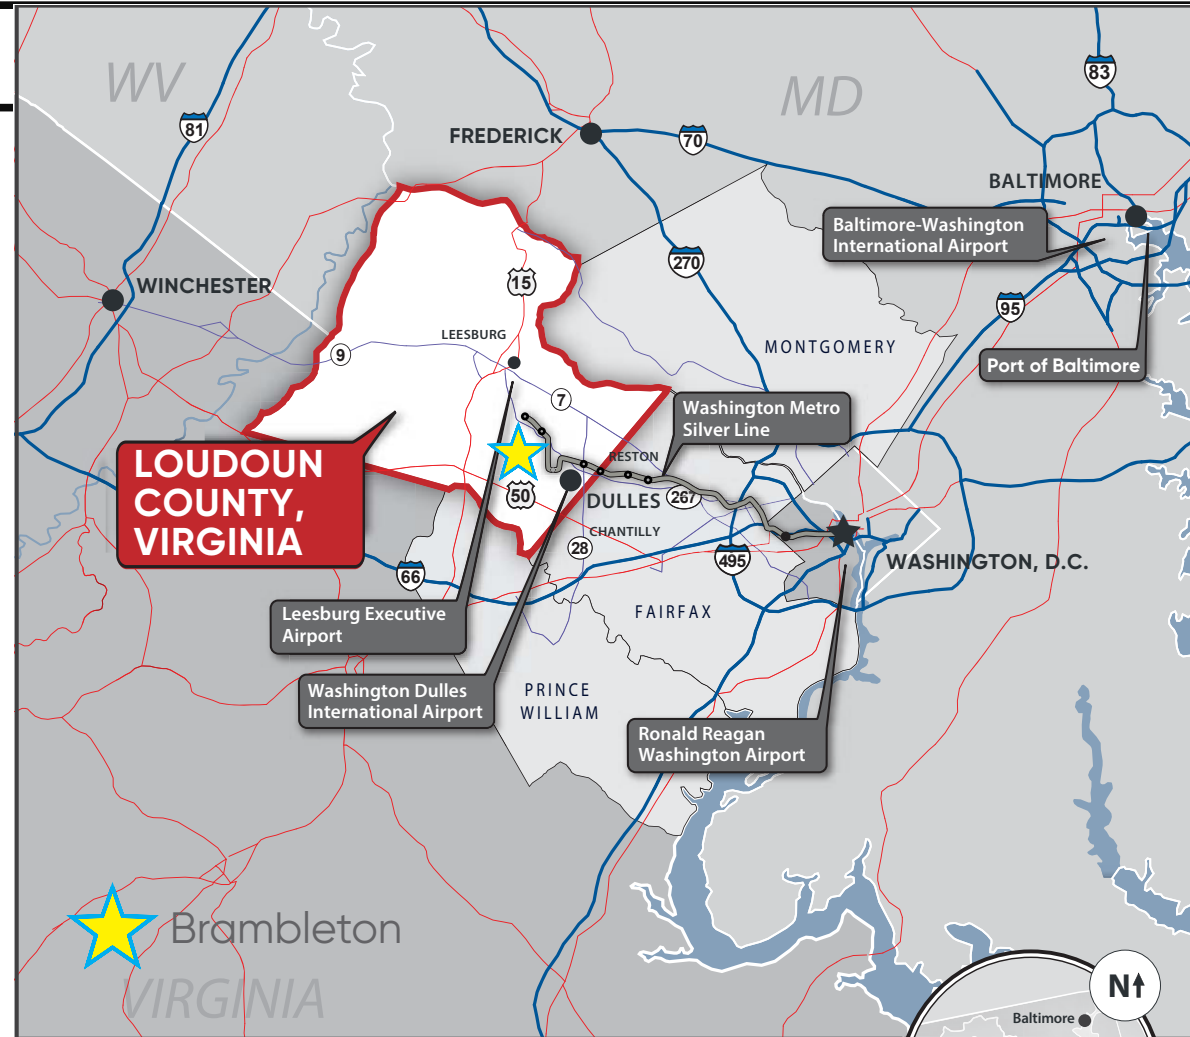 WV
MD
83
81
FREDERICK
70
BALTIMORE
Baltimore-Washington
International Airport
270
15
WINCHESTER
95
LEESBURG
9
MONTGOMERY
Port of Baltimore
7
Washington Metro
Silver Line
LOUDOUN
COUNTY,
VIRGINIA
RESTON
50
DULLES
267
CHANTILLY
28
495
WASHINGTON, D.C.
66
Leesburg Executive
Airport
FAIRFAX
Washington Dulles
International Airport
PRINCE
WILLIAM
Ronald Reagan
Washington Airport
Brambleton
VIRGINIA
N
Baltimore